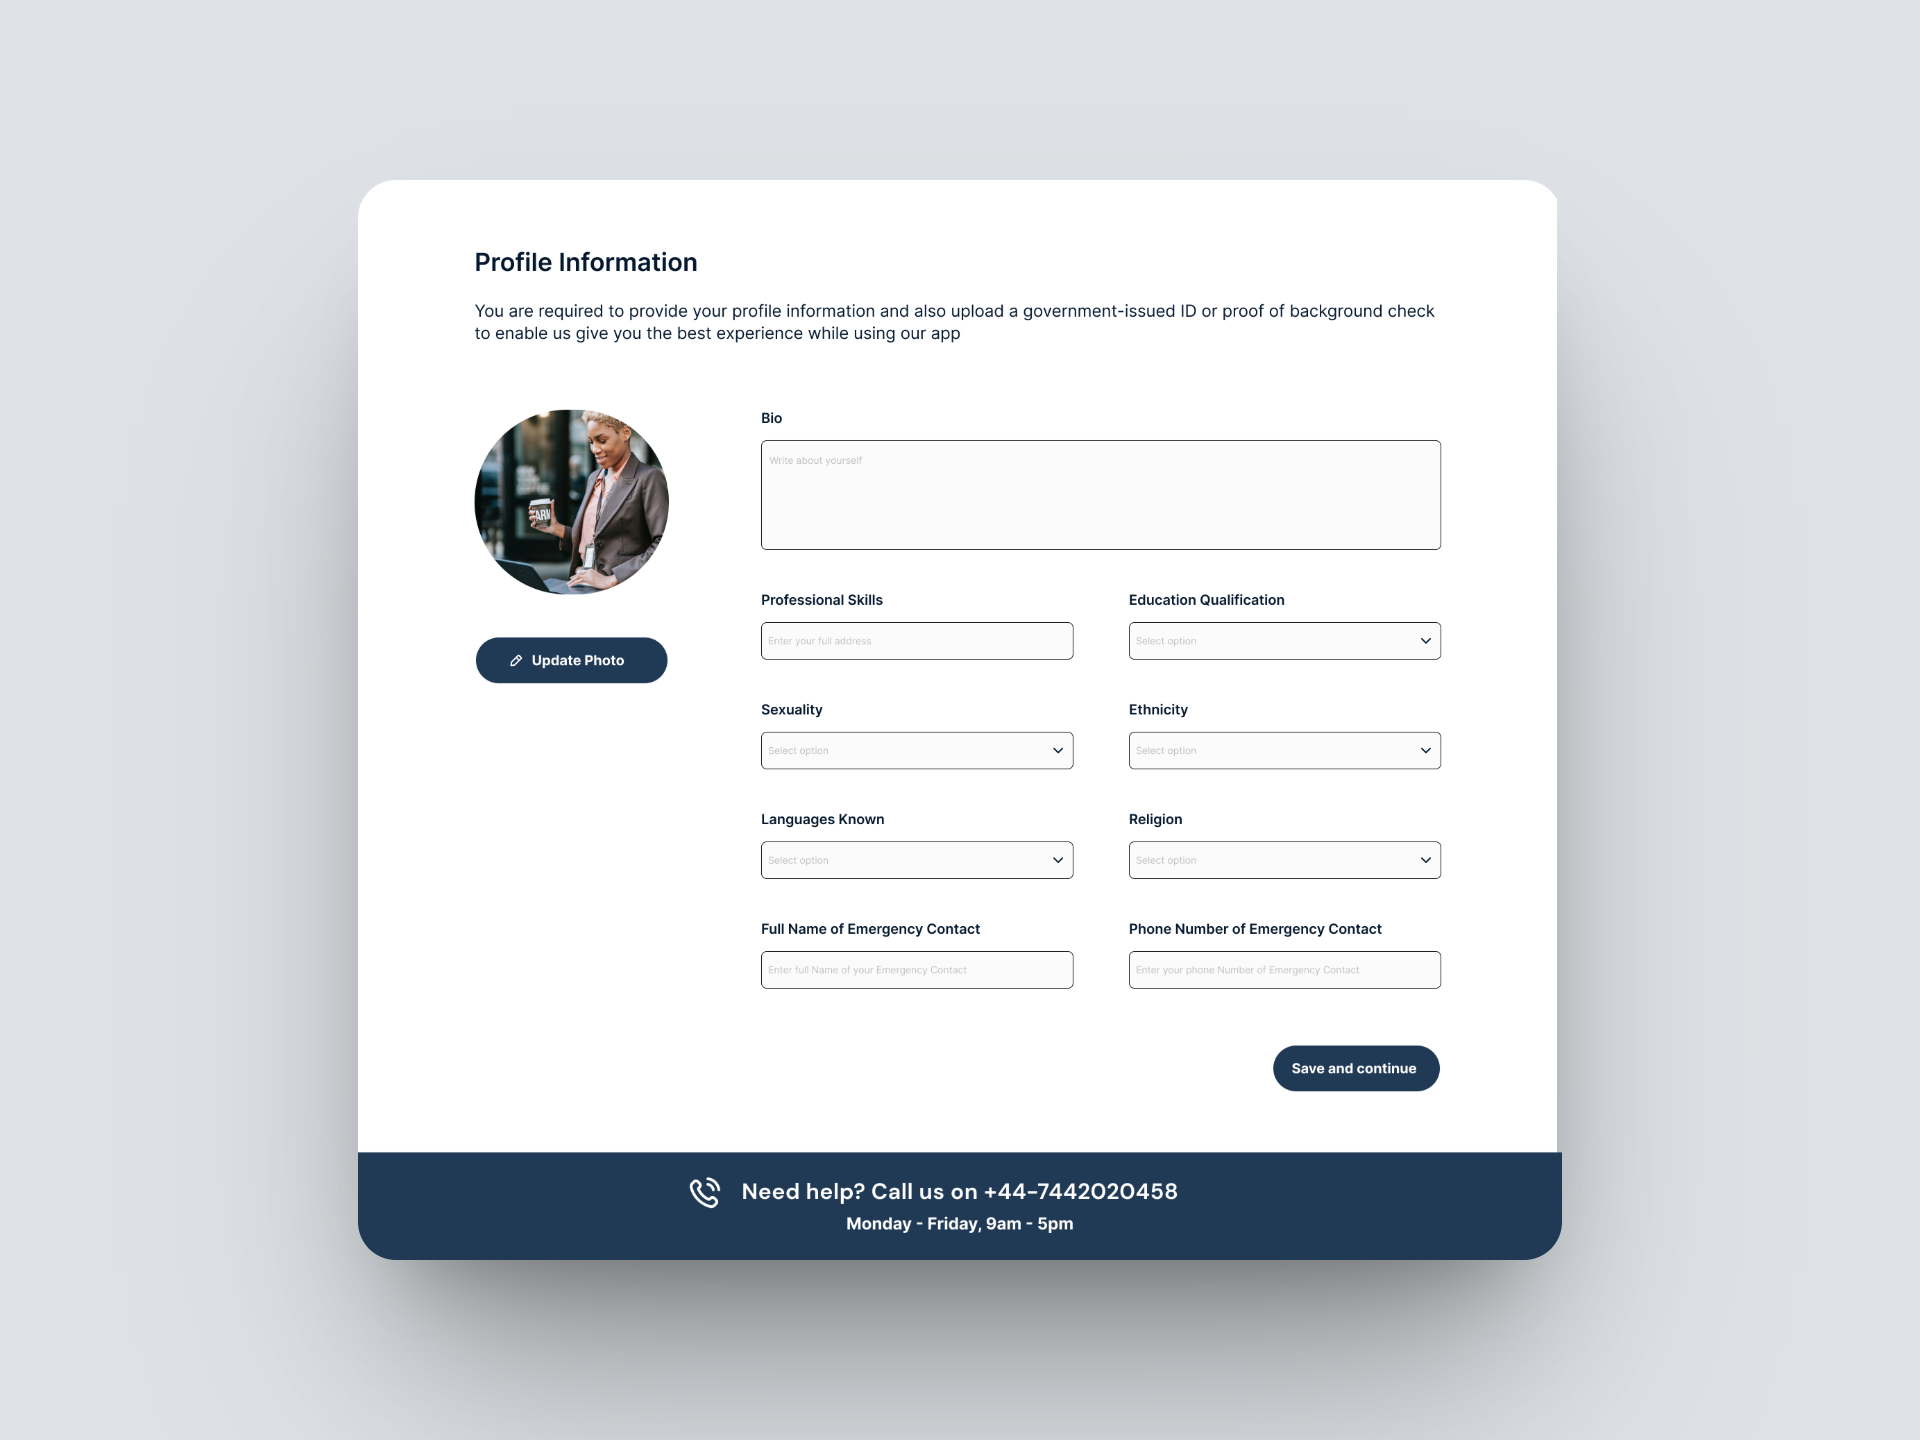 Profile Information
You are required to provide your profile information and also upload a government-issued ID or proof of background check
to enable us give you the best experience while using our app
Bio
Write about yourself
ARM
Update Photo
Professional Skills
Enter your full address
Education Qualification
Select option
Sexuality
Select option
Ethnicity
Select option
Languages Known
Select option
Religion
Select option
Full Name of Emergency Contact
Enter full Name of your Emergency Contact
Phone Number of Emergency Contact
Enter your phone Number of Emergency Contact
Save and continue
Need help? Call us on +44-7442020458
Monday - Friday, 9am - 5pm